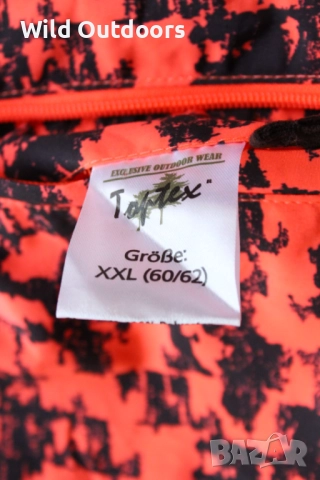 Wild Outdoors
EXCLUSIVE OUTDOOR WEAR
Toptex
Größe:
XXL (60/62)
BAZAR